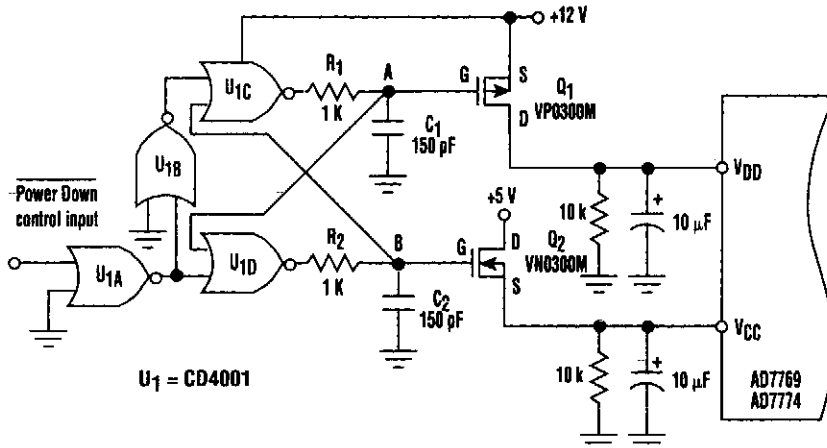 +12 V
R1
A
G
S
Q1
VP0300M
D
U1C
1 K
C1
150 pF
U1B
Power Down
control input
+5 V
10 k
+
10 µF
VDD
R2
B
G
D
Q2
VN0300M
S
U1A
U1D
1 K
C2
150 pF
VCC
U1 = CD4001
10 k
+
10 µF
AD7769
AD7774